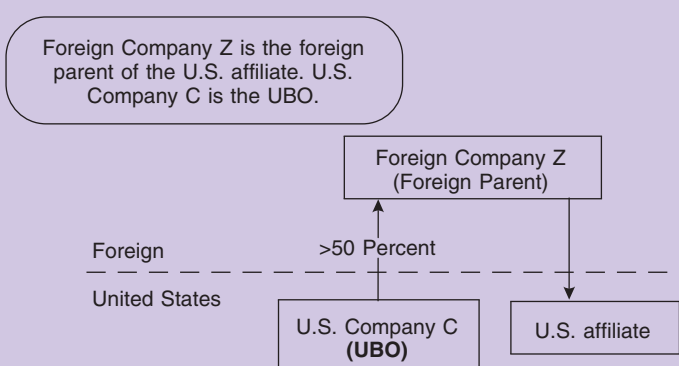 Foreign Company Z is the foreign
parent of the U.S. affiliate. U.S.
Company C is the UBO.
Foreign Company Z
(Foreign Parent)
Foreign
>50 Percent
United States
U.S. Company C
(UBO)
U.S. affiliate